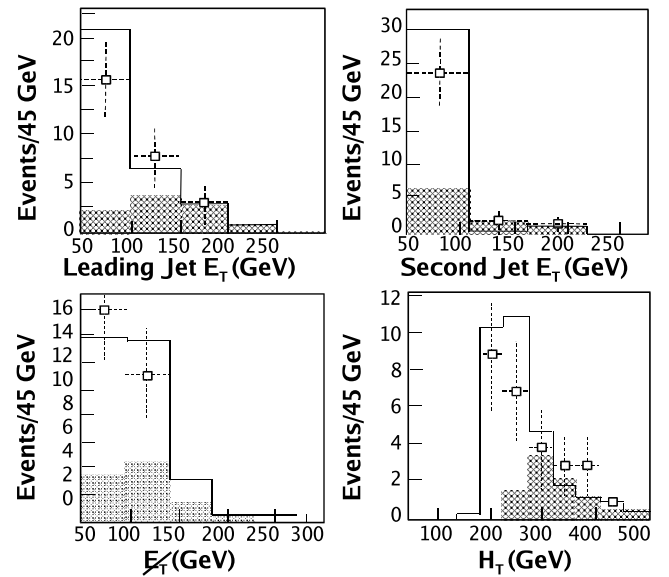 20
15
10
5
0
Events/45 GeV
50 100 150 200 250
Leading Jet E_T (GeV)
30
25
20
15
10
5
0
Events/45 GeV
50 100 150 200 250
Second Jet E_T (GeV)
16
14
12
10
8
6
4
2
0
Events/45 GeV
50 100 150 200 250 300
E̸_T (GeV)
12
10
8
6
4
2
0
Events/45 GeV
100 200 300 400 500
H_T (GeV)